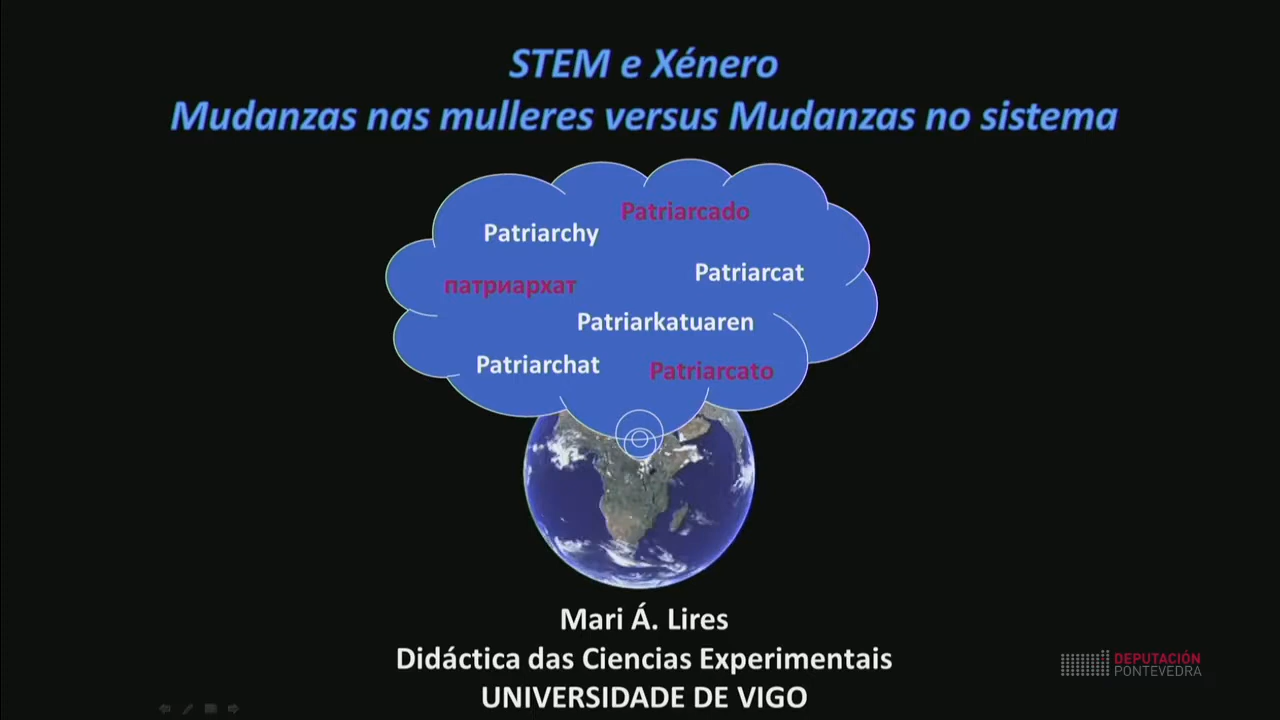 STEM e Xénero
Mudanzas nas mulleres versus Mudanzas no sistema
Patriarcado
Patriarchy
Patriarcat
патриархат
Patriarkatuaren
Patriarchat
Patriarcato
Mari Á. Lires
Didáctica das Ciencias Experimentais
UNIVERSIDADE DE VIGO
DEPUTACIÓN
PONTEVEDRA